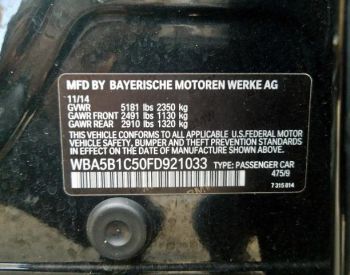 MFD BY BAYERISCHE MOTOREN WERKE AG
11/14
GVWR 5181 lbs 2350 kg
GAWR FRONT 2491 lbs 1130 kg
GAWR REAR 2910 lbs 1320 kg
THIS VEHICLE CONFORMS TO ALL APPLICABLE U.S. FEDERAL MOTOR
VEHICLE SAFETY, BUMPER AND THEFT PREVENTION STANDARDS
IN EFFECT ON THE DATE OF MANUFACTURE SHOWN ABOVE.
WBA5B1C50FD921033 TYPE: PASSENGER CAR
475/9
7 315 814